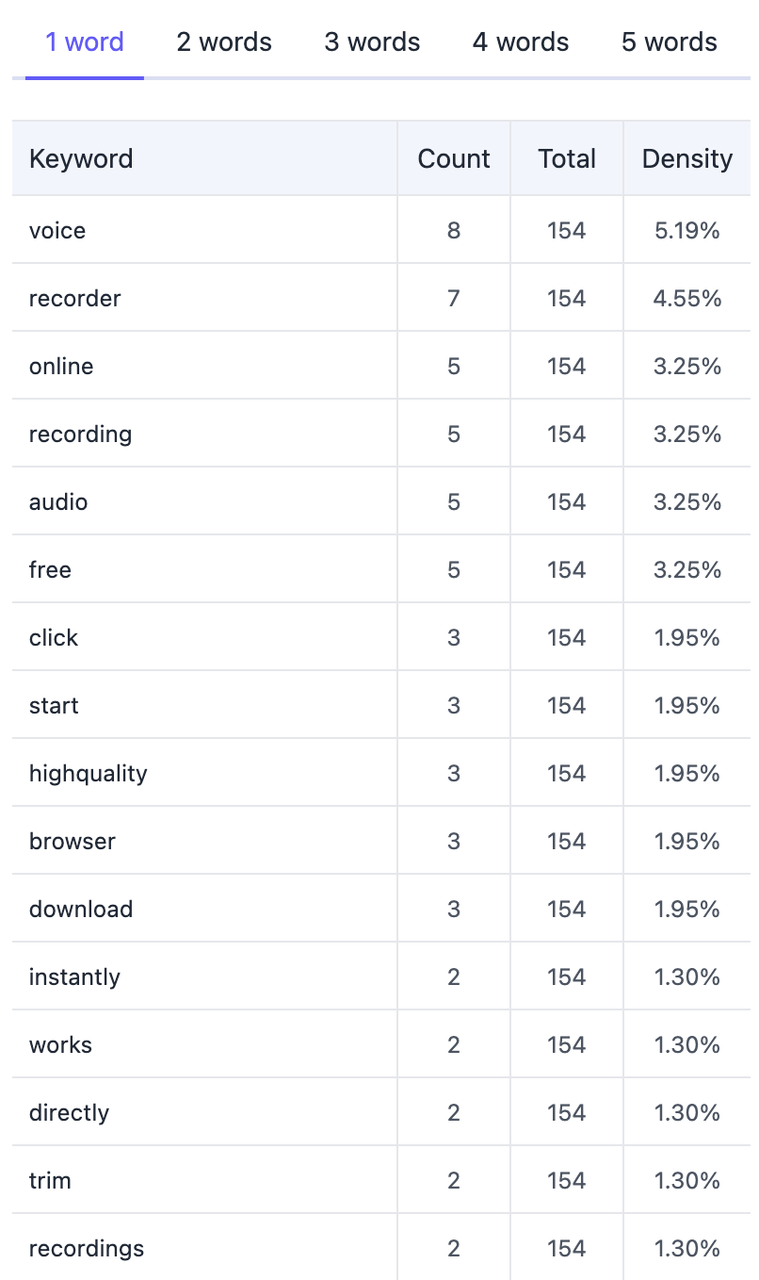 1 word 2 words 3 words 4 words 5 words
Keyword Count Total Density
voice 8 154 5.19%
recorder 7 154 4.55%
online 5 154 3.25%
recording 5 154 3.25%
audio 5 154 3.25%
free 5 154 3.25%
click 3 154 1.95%
start 3 154 1.95%
highquality 3 154 1.95%
browser 3 154 1.95%
download 3 154 1.95%
instantly 2 154 1.30%
works 2 154 1.30%
directly 2 154 1.30%
trim 2 154 1.30%
recordings 2 154 1.30%